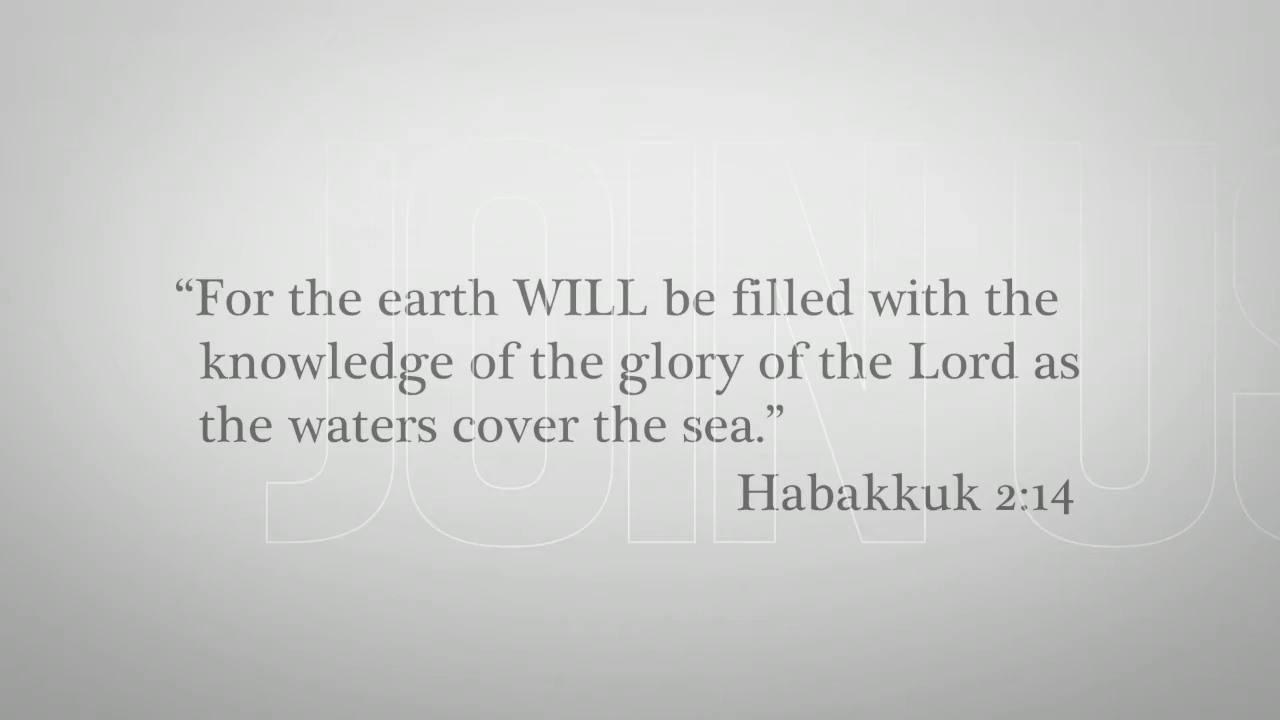 “For the earth WILL be filled with the
knowledge of the glory of the Lord as
the waters cover the sea.”
Habakkuk 2:14
JOIN US